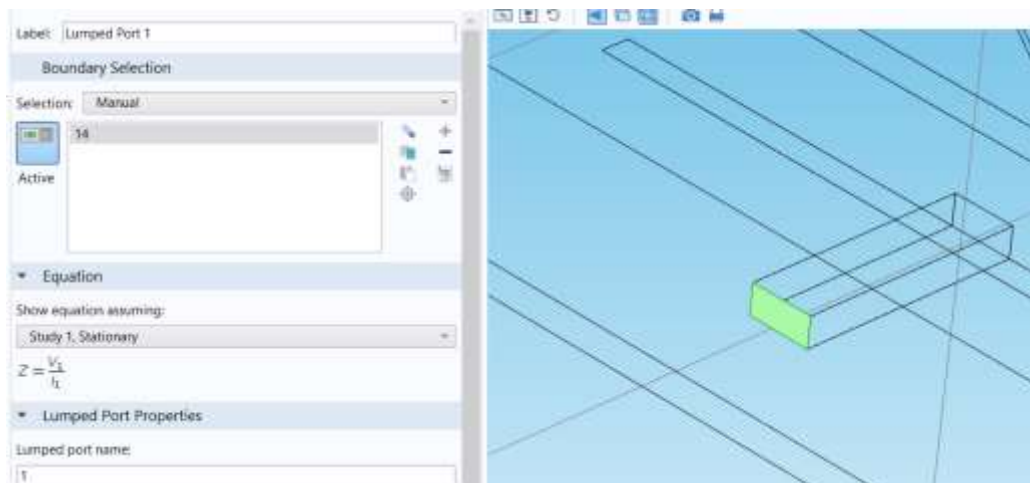 Label: Lumped Port 1
Boundary Selection
Selection: Manual
14
Active
Equation
Show equation assuming:
Study 1, Stationary
Z = V₁/I₁
Lumped Port Properties
Lumped port name:
1